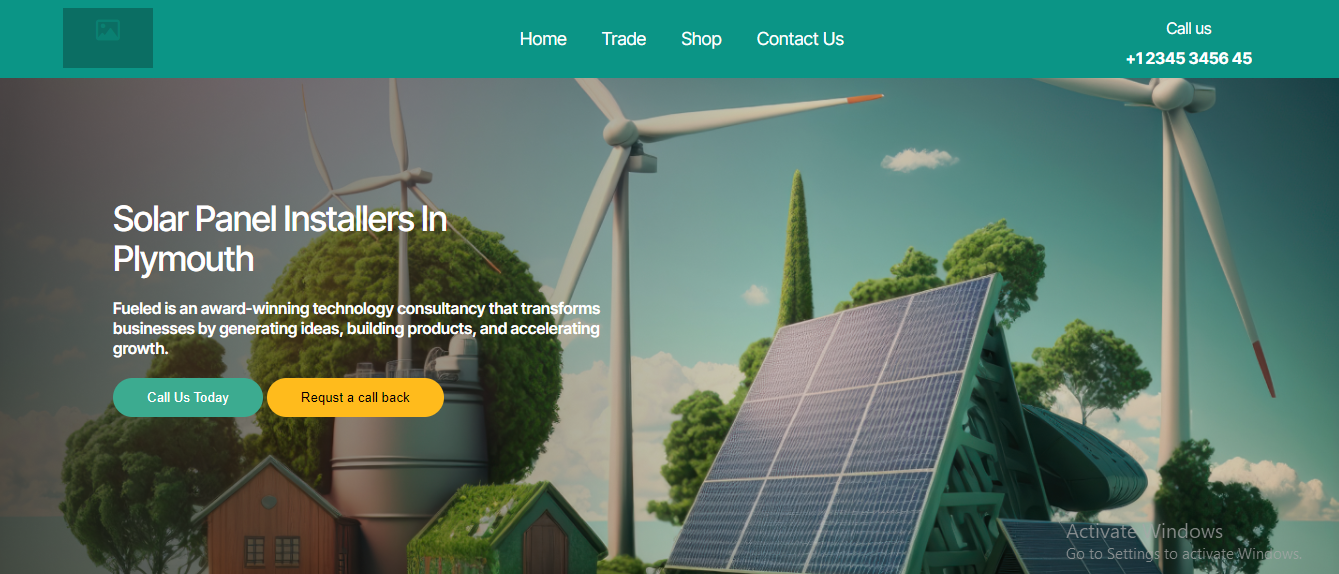 Home Trade Shop Contact Us
Call us
+1 2345 3456 45
Solar Panel Installers In
Plymouth
Fueled is an award-winning technology consultancy that transforms
businesses by generating ideas, building products, and accelerating
growth.
Call Us Today Requst a call back
Activate Windows
Go to Settings to activate Windows.